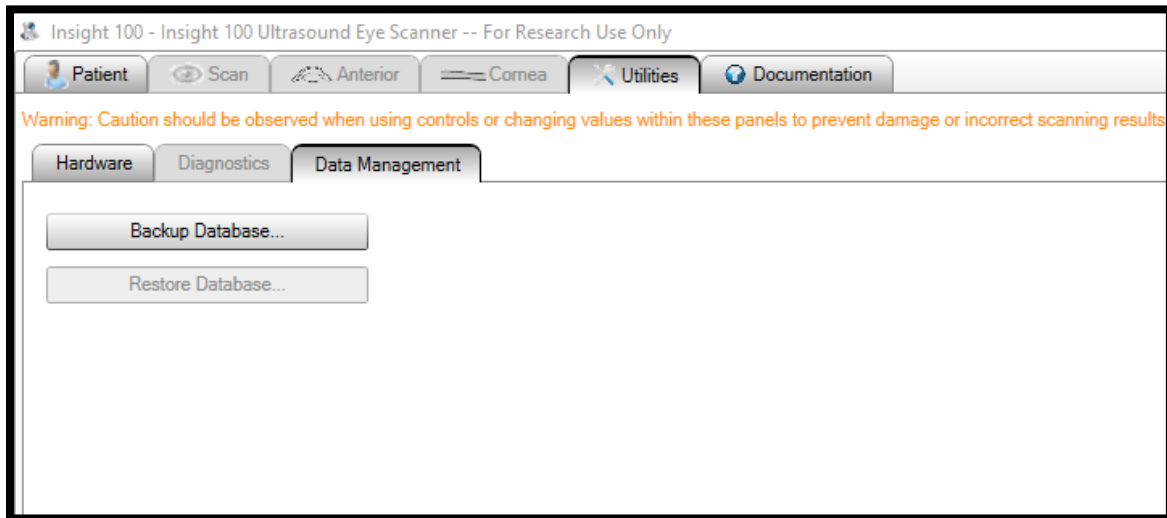 Insight 100 - Insight 100 Ultrasound Eye Scanner -- For Research Use Only
Patient Scan Anterior Cornea Utilities Documentation
Warning: Caution should be observed when using controls or changing values within these panels to prevent damage or incorrect scanning results
Hardware Diagnostics Data Management
Backup Database...
Restore Database...